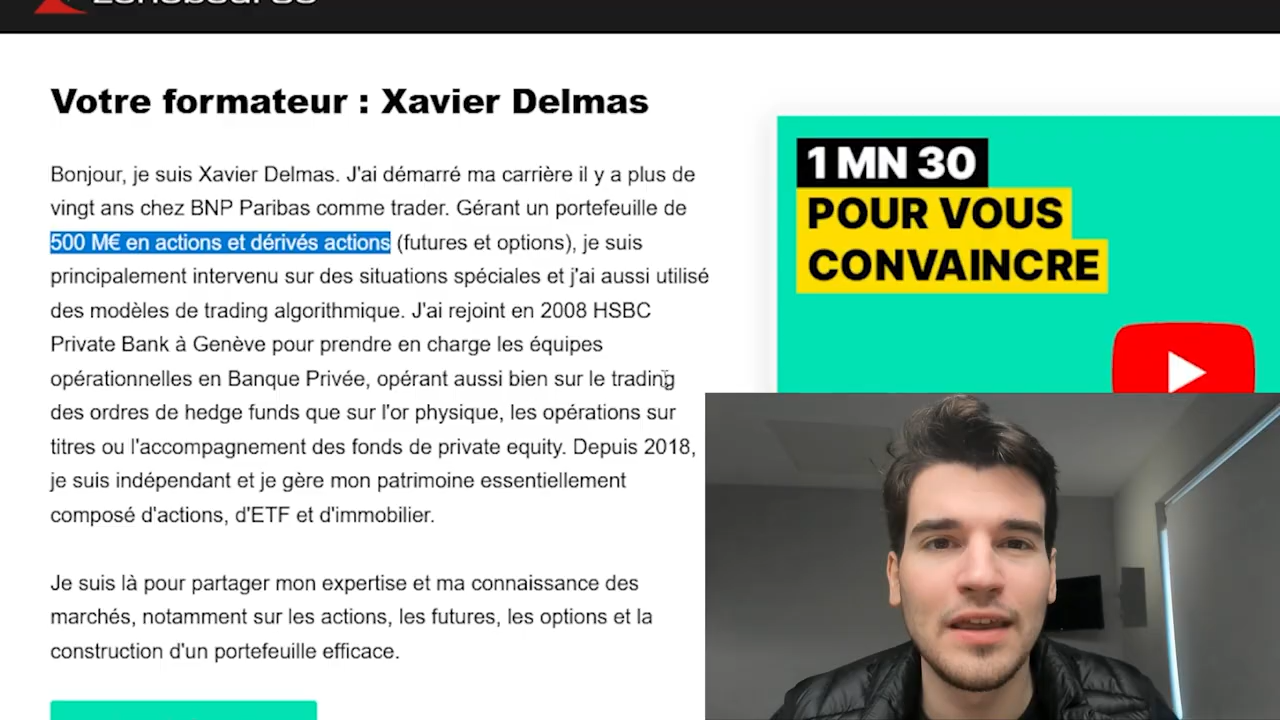 Votre formateur : Xavier Delmas
Bonjour, je suis Xavier Delmas. J'ai démarré ma carrière il y a plus de
vingt ans chez BNP Paribas comme trader. Gérant un portefeuille de
500 M€ en actions et dérivés actions (futures et options), je suis
principalement intervenu sur des situations spéciales et j'ai aussi utilisé
des modèles de trading algorithmique. J'ai rejoint en 2008 HSBC
Private Bank à Genève pour prendre en charge les équipes
opérationnelles en Banque Privée, opérant aussi bien sur le trading
des ordres de hedge funds que sur l'or physique, les opérations sur
titres ou l'accompagnement des fonds de private equity. Depuis 2018,
je suis indépendant et je gère mon patrimoine essentiellement
composé d'actions, d'ETF et d'immobilier.
Je suis là pour partager mon expertise et ma connaissance des
marchés, notamment sur les actions, les futures, les options et la
construction d'un portefeuille efficace.
1 MN 30
POUR VOUS
CONVAINCRE